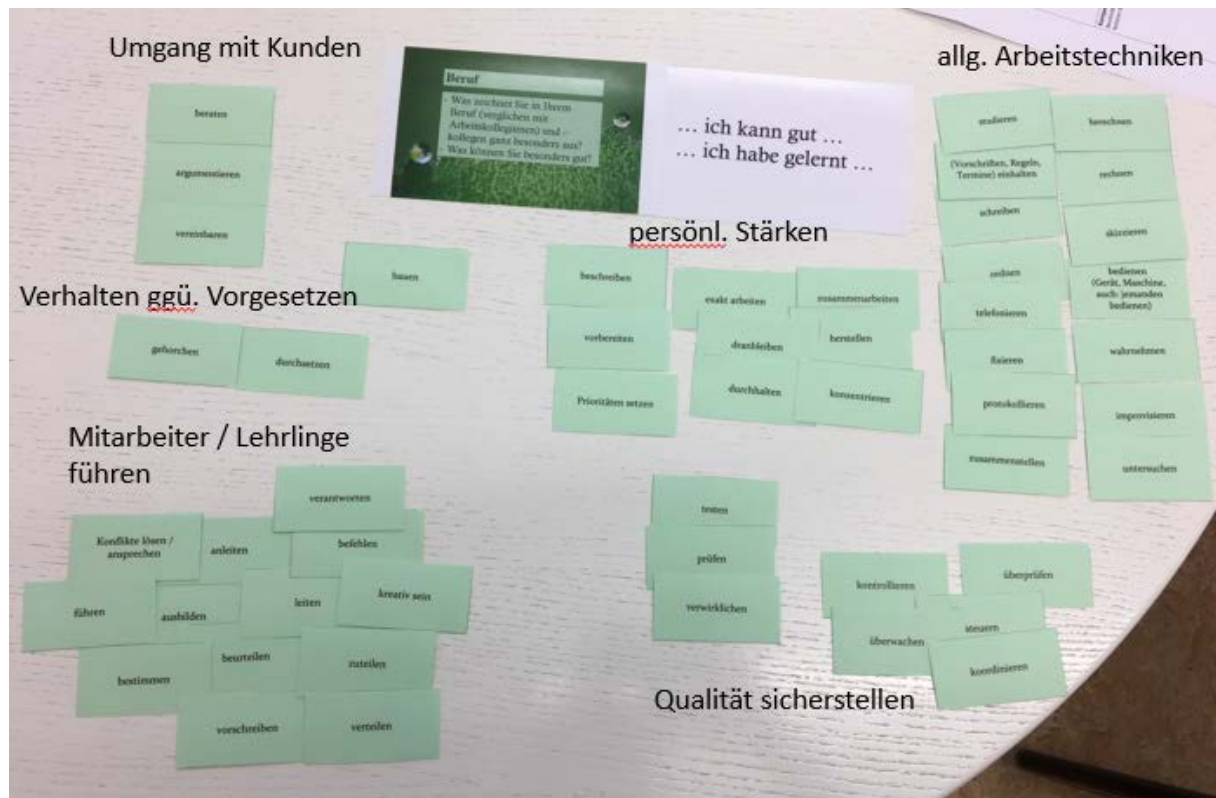 Umgang mit Kunden
beraten
argumentieren
vereinbaren
Beruf
- Was zeichnet Sie in Ihrem
Beruf (verglichen mit
Arbeitskolleginnen) und -
kollegen ganz besonders aus?
- Was können Sie besonders gut?
... ich kann gut ...
... ich habe gelernt ...
allg. Arbeitstechniken
studieren
(Vorschriften, Regeln,
Termine) einhalten
schreiben
ordnen
telefonieren
fixieren
protokollieren
zusammenstellen
berechnen
rechnen
skizzieren
bedienen
(Gerät, Maschine,
auch: jemanden
bedienen)
wahrnehmen
improvisieren
untersuchen
bauen
persönl. Stärken
beschreiben
vorbereiten
Prioritäten setzen
exakt arbeiten
dranbleiben
durchhalten
zusammenarbeiten
herstellen
konzentrieren
Verhalten ggü. Vorgesetzen
gehorchen
durchsetzen
Mitarbeiter / Lehrlinge
führen
verantworten
Konflikte lösen /
ansprechen
anleiten
befehlen
führen
ausbilden
leiten
kreativ sein
bestimmen
beurteilen
zuteilen
vorschreiben
verteilen
testen
prüfen
verwirklichen
kontrollieren
überprüfen
überwachen
steuern
koordinieren
Qualität sicherstellen